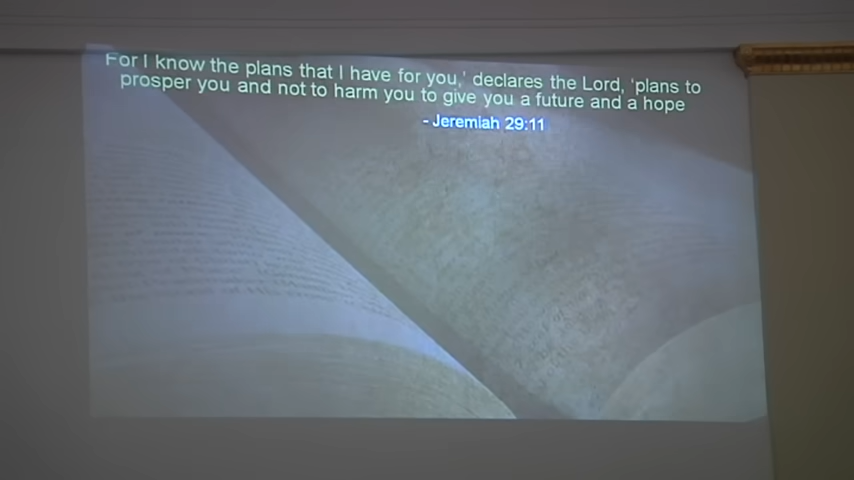 For I know the plans that I have for you,' declares the Lord, 'plans to
prosper you and not to harm you to give you a future and a hope
- Jeremiah 29:11